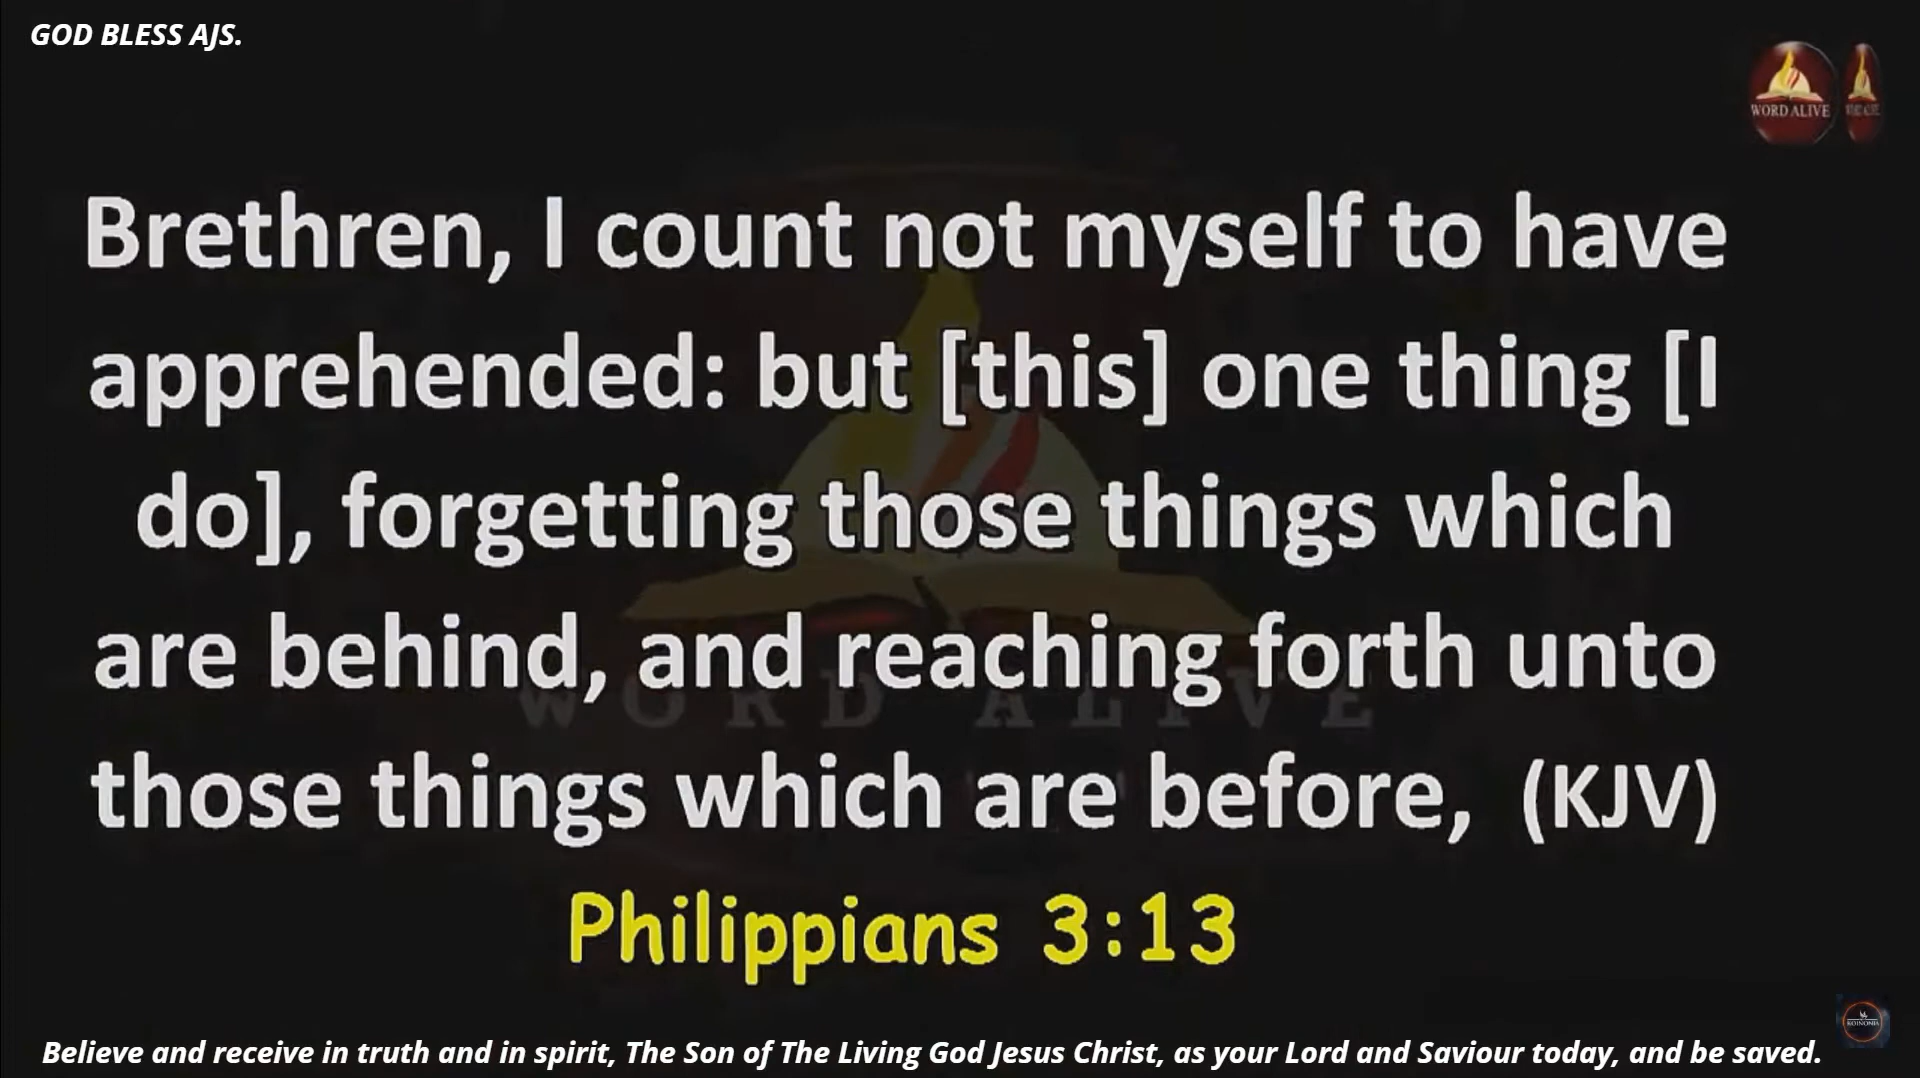 GOD BLESS AJS.
WORD ALIVE
Brethren, I count not myself to have
apprehended: but [this] one thing [I
do], forgetting those things which
are behind, and reaching forth unto
WORD ALIVE
those things which are before, (KJV)
Philippians 3:13
KOINONIA
Believe and receive in truth and in spirit, The Son of The Living God Jesus Christ, as your Lord and Saviour today, and be saved.